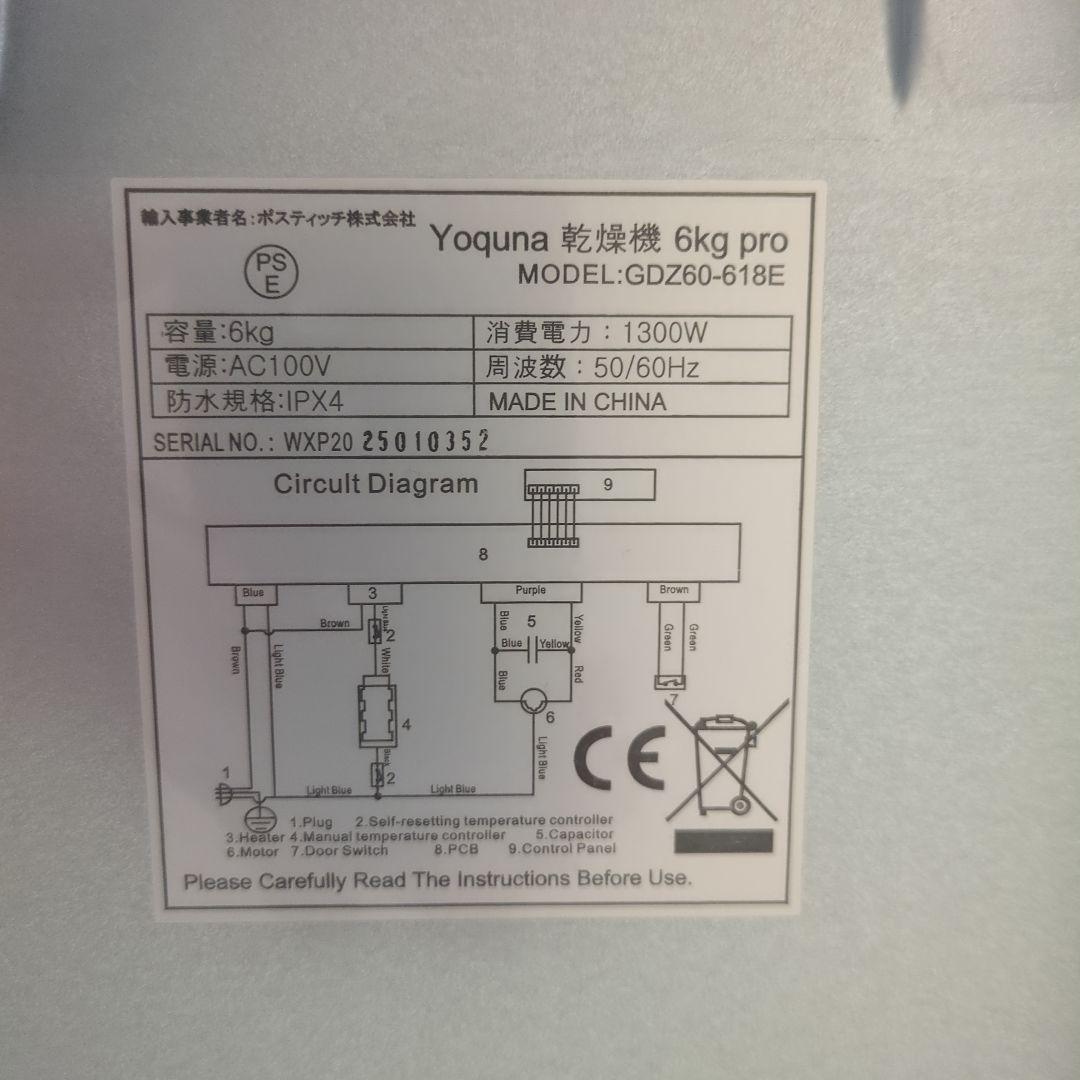 輸入事業者名:ポスティッチ株式会社
Yoquna 乾燥機 6kg pro
PS
E
MODEL:GDZ60-618E
容量:6kg 消費電力：1300W
電源:AC100V 周波数：50/60Hz
防水規格:IPX4 MADE IN CHINA
SERIAL NO.: WXP20 25010352
Circult Diagram
9
8
Blue 3 Purple Brown
Light Blue
Brown 2 Blue 5 Yellow Green Green
Blue Yellow
Brown Light Blue White Blue Red
7
4 6
Black Light Blue
1 2
Light Blue Light Blue
CE
1.Plug 2.Self-resetting temperature controller
3.Heater 4.Manual temperature controller 5.Capacitor
6.Motor 7.Door Switch 8.PCB 9.Control Panel
Please Carefully Read The Instructions Before Use.